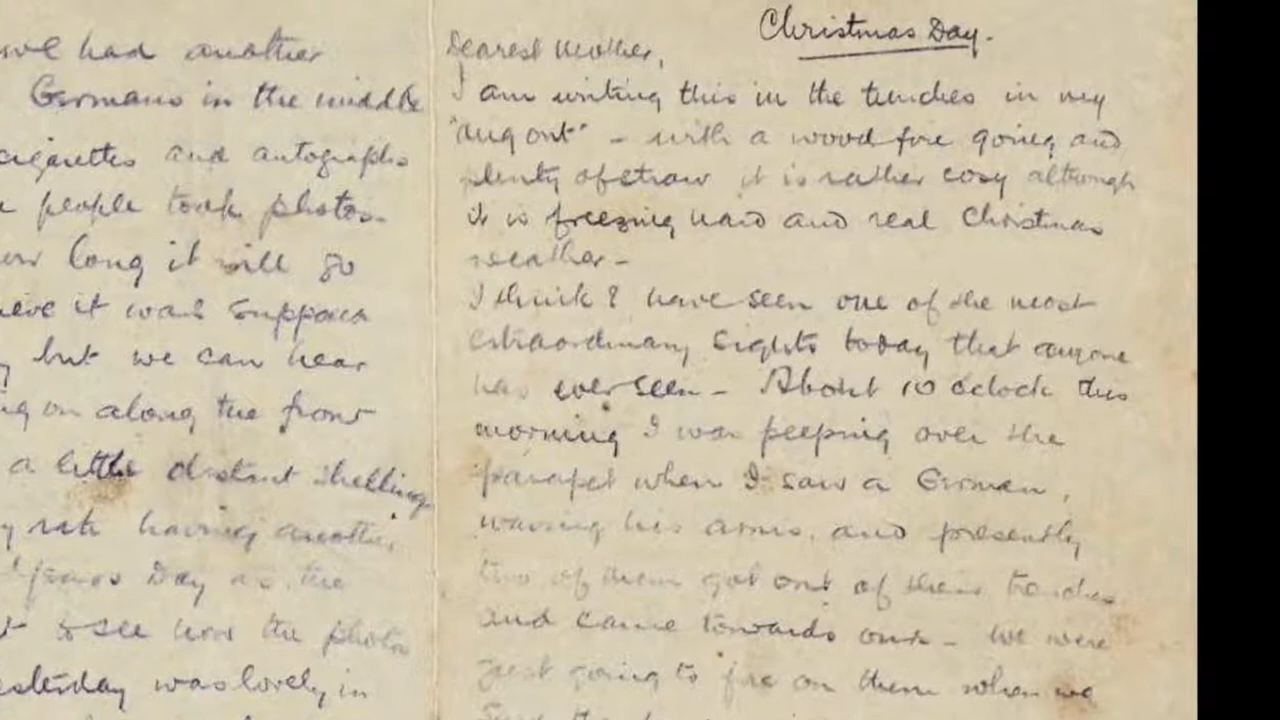 we had another
Germans in the middle
cigarettes and autographs
people took photos.
long it will go
it was supposed
but we can hear
on along the front
a little distant shelling
rate having another
Years Day as the
to see how the photos
yesterday was lovely in
Christmas Day.
Dearest Mother,
I am writing this in the trenches in my
"dug out" - with a wood fire going and
plenty of straw it is rather cosy although
it is freezing hard and real Christmas
weather -
I think I have seen one of the most
extraordinary sights today that anyone
has ever seen - About 10 oclock this
morning I was peeping over the
parapet when I saw a German,
waving his arms, and presently
two of them got out of their trenches
and came towards ours - We were
just going to fire on them when we